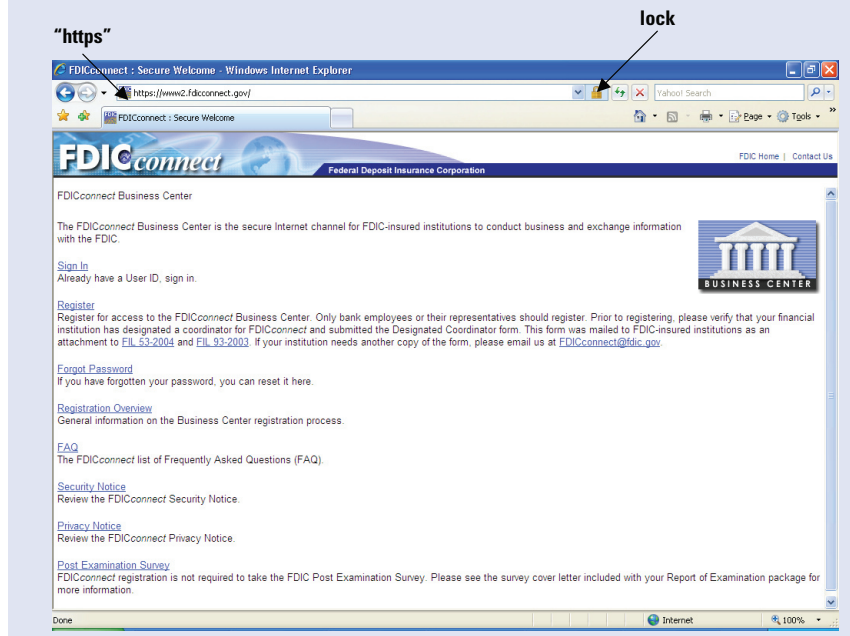 lock
"https"
FDICconnect : Secure Welcome - Windows Internet Explorer
https://www2.fdicconnect.gov/
Yahoo! Search
FDICconnect : Secure Welcome
Page
Tools
FDICconnect
Federal Deposit Insurance Corporation
FDIC Home | Contact Us
FDICconnect Business Center
The FDICconnect Business Center is the secure Internet channel for FDIC-insured institutions to conduct business and exchange information
with the FDIC.
BUSINESS CENTER
Sign In
Already have a User ID, sign in.
Register
Register for access to the FDICconnect Business Center. Only bank employees or their representatives should register. Prior to registering, please verify that your financial
institution has designated a coordinator for FDICconnect and submitted the Designated Coordinator form. This form was mailed to FDIC-insured institutions as an
attachment to FIL 53-2004 and FIL 93-2003. If your institution needs another copy of the form, please email us at FDICconnect@fdic.gov.
Forgot Password
If you have forgotten your password, you can reset it here.
Registration Overview
General information on the Business Center registration process.
FAQ
The FDICconnect list of Frequently Asked Questions (FAQ).
Security Notice
Review the FDICconnect Security Notice.
Privacy Notice
Review the FDICconnect Privacy Notice.
Post Examination Survey
FDICconnect registration is not required to take the FDIC Post Examination Survey. Please see the survey cover letter included with your Report of Examination package for
more information.
Done
Internet
100%